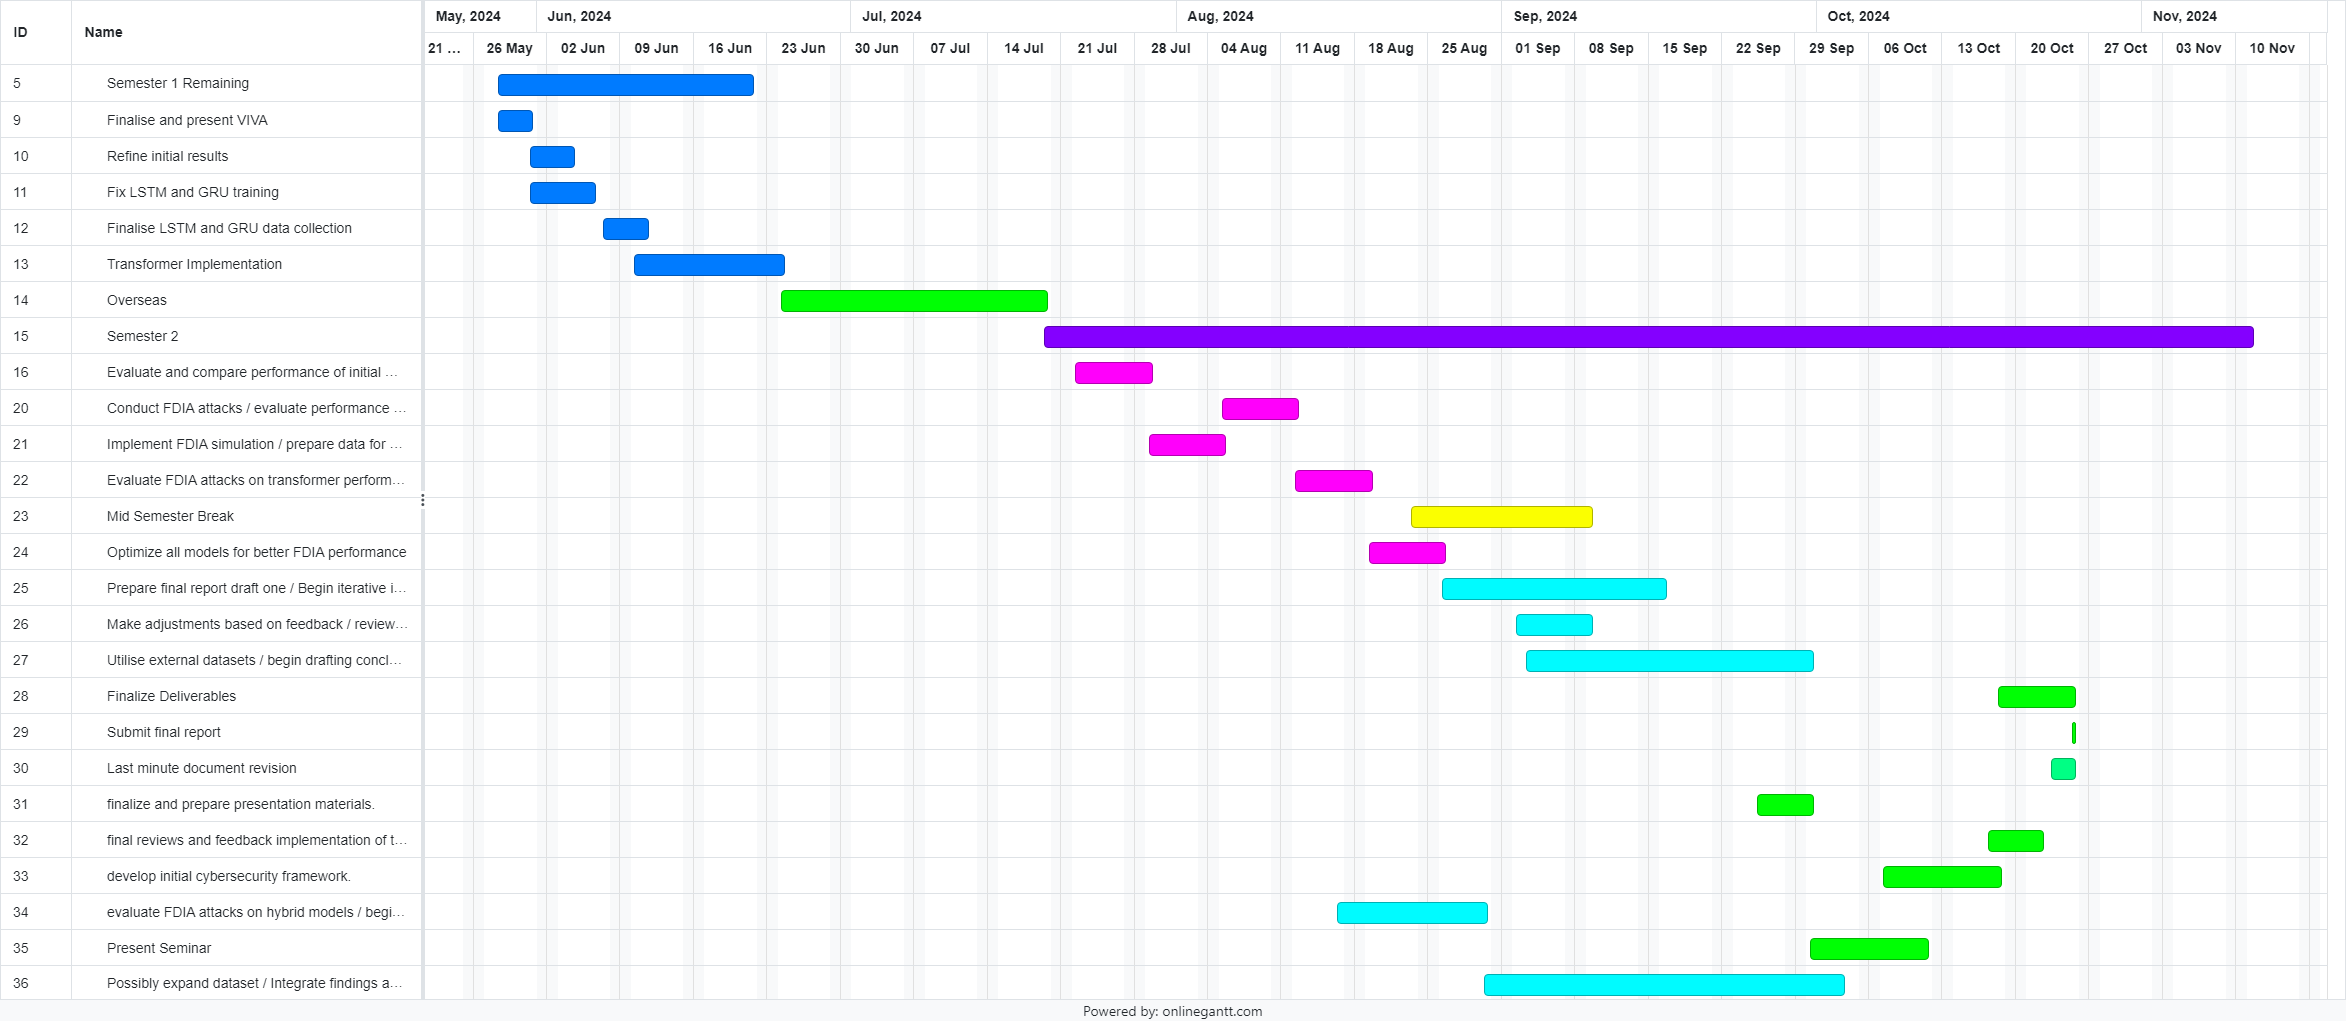 ID Name May, 2024 Jun, 2024 Jul, 2024 Aug, 2024 Sep, 2024 Oct, 2024 Nov, 2024
21 ... 26 May 02 Jun 09 Jun 16 Jun 23 Jun 30 Jun 07 Jul 14 Jul 21 Jul 28 Jul 04 Aug 11 Aug 18 Aug 25 Aug 01 Sep 08 Sep 15 Sep 22 Sep 29 Sep 06 Oct 13 Oct 20 Oct 27 Oct 03 Nov 10 Nov
5 Semester 1 Remaining
9 Finalise and present VIVA
10 Refine initial results
11 Fix LSTM and GRU training
12 Finalise LSTM and GRU data collection
13 Transformer Implementation
14 Overseas
15 Semester 2
16 Evaluate and compare performance of initial ...
20 Conduct FDIA attacks / evaluate performance ...
21 Implement FDIA simulation / prepare data for ...
22 Evaluate FDIA attacks on transformer perform...
23 Mid Semester Break
24 Optimize all models for better FDIA performance
25 Prepare final report draft one / Begin iterative i...
26 Make adjustments based on feedback / review...
27 Utilise external datasets / begin drafting concl...
28 Finalize Deliverables
29 Submit final report
30 Last minute document revision
31 finalize and prepare presentation materials.
32 final reviews and feedback implementation of t...
33 develop initial cybersecurity framework.
34 evaluate FDIA attacks on hybrid models / begi...
35 Present Seminar
36 Possibly expand dataset / Integrate findings a...
Powered by: onlinegantt.com